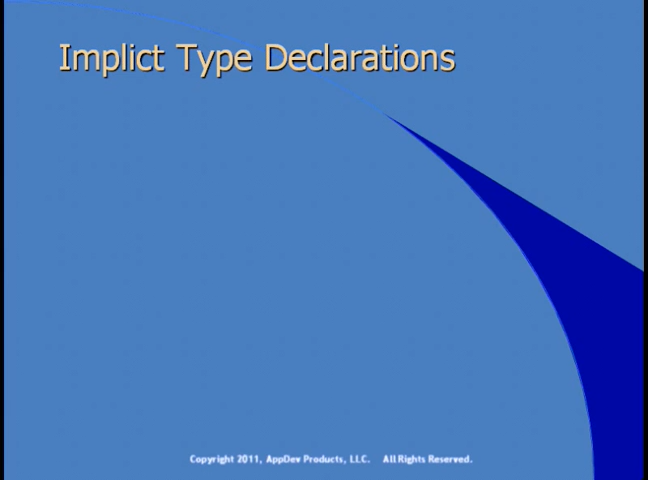 Implict Type Declarations
Copyright 2011, AppDev Products, LLC. All Rights Reserved.